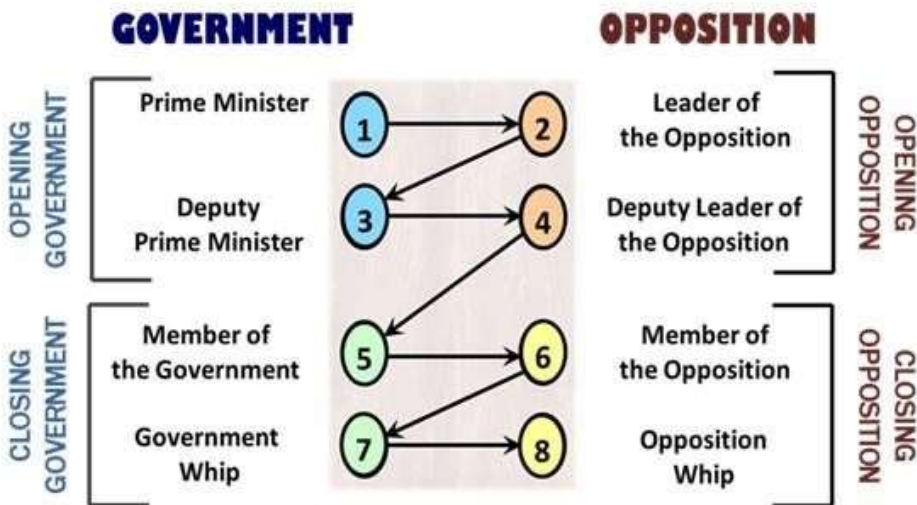 GOVERNMENT
OPPOSITION
OPENING
GOVERNMENT
Prime Minister
1
2
Leader of
the Opposition
OPENING
OPPOSITION
Deputy
Prime Minister
3
4
Deputy Leader of
the Opposition
CLOSING
GOVERNMENT
Member of
the Government
5
6
Member of
the Opposition
CLOSING
OPPOSITION
Government
Whip
7
8
Opposition
Whip